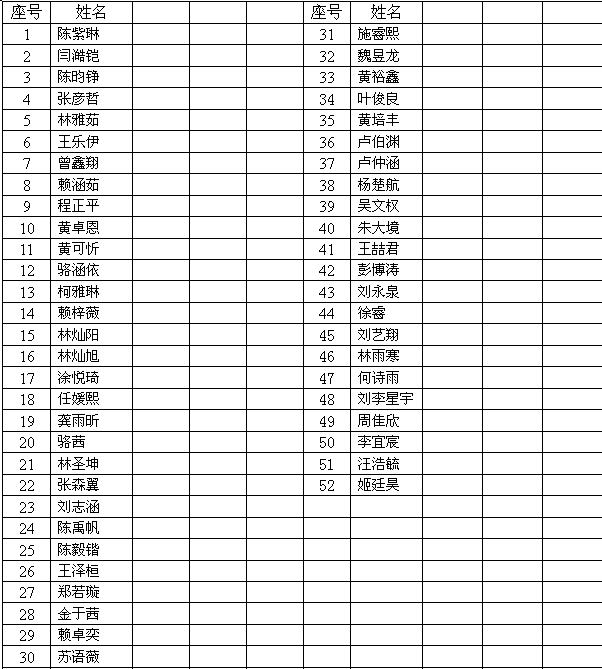 座号 姓名 座号 姓名
1 陈紫琳 31 施睿熙
2 闫澔铠 32 魏昱龙
3 陈昀铮 33 黄裕鑫
4 张彦哲 34 叶俊良
5 林雅茹 35 黄培丰
6 王乐伊 36 卢伯渊
7 曾鑫翔 37 卢仲涵
8 赖涵茹 38 杨楚航
9 程正平 39 吴文权
10 黄卓恩 40 朱大境
11 黄可忻 41 王喆君
12 骆涵依 42 彭博涛
13 柯雅琳 43 刘永泉
14 赖梓薇 44 徐睿
15 林灿阳 45 刘艺翔
16 林灿旭 46 林雨寒
17 涂悦琦 47 何诗雨
18 任媛熙 48 刘李星宇
19 龚雨昕 49 周佳欣
20 骆茜 50 李宜宸
21 林圣坤 51 汪浩毓
22 张森翼 52 姬廷昊
23 刘志涵
24 陈禹帆
25 陈毅锴
26 王泽桓
27 郑若璇
28 金于茜
29 赖卓奕
30 苏语薇